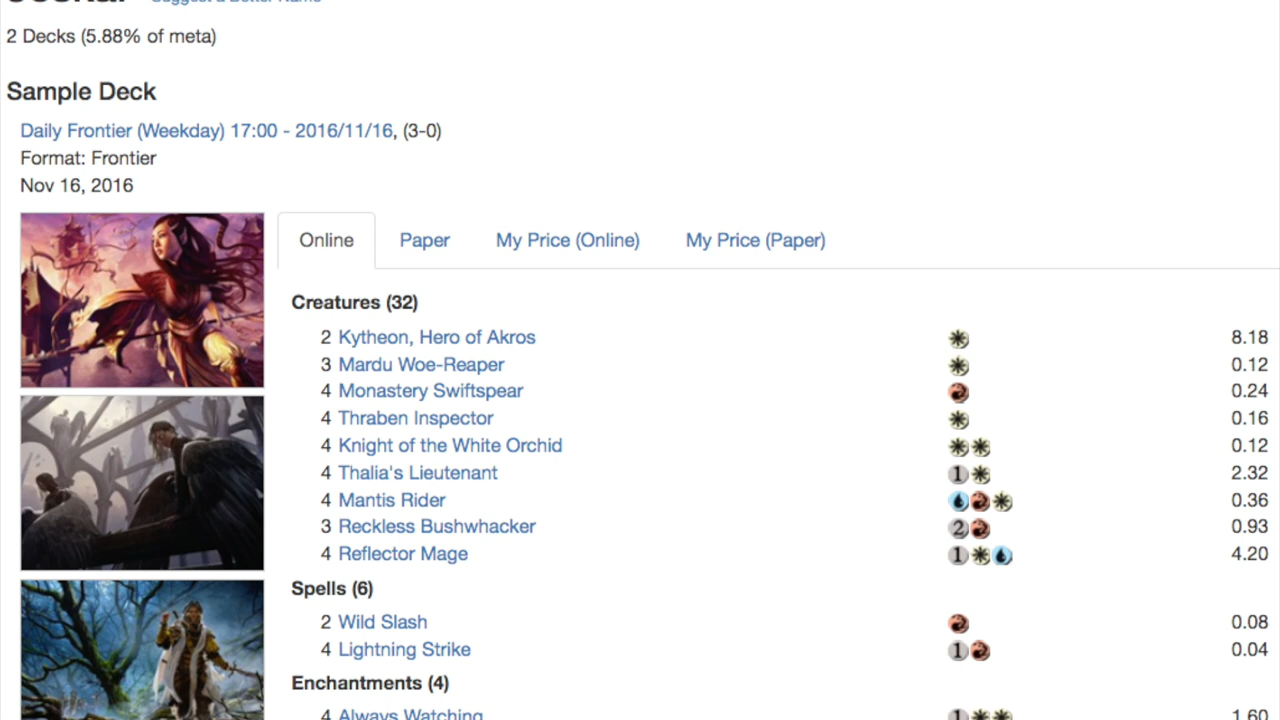 2 Decks (5.88% of meta)
Sample Deck
Daily Frontier (Weekday) 17:00 - 2016/11/16, (3-0)
Format: Frontier
Nov 16, 2016
Online Paper My Price (Online) My Price (Paper)
Creatures (32)
2 Kytheon, Hero of Akros 8.18
3 Mardu Woe-Reaper 0.12
4 Monastery Swiftspear 0.24
4 Thraben Inspector 0.16
4 Knight of the White Orchid 0.12
4 Thalia's Lieutenant 1 2.32
4 Mantis Rider 0.36
3 Reckless Bushwhacker 2 0.93
4 Reflector Mage 1 4.20
Spells (6)
2 Wild Slash 0.08
4 Lightning Strike 1 0.04
Enchantments (4)
4 Always Watching 1 1.60